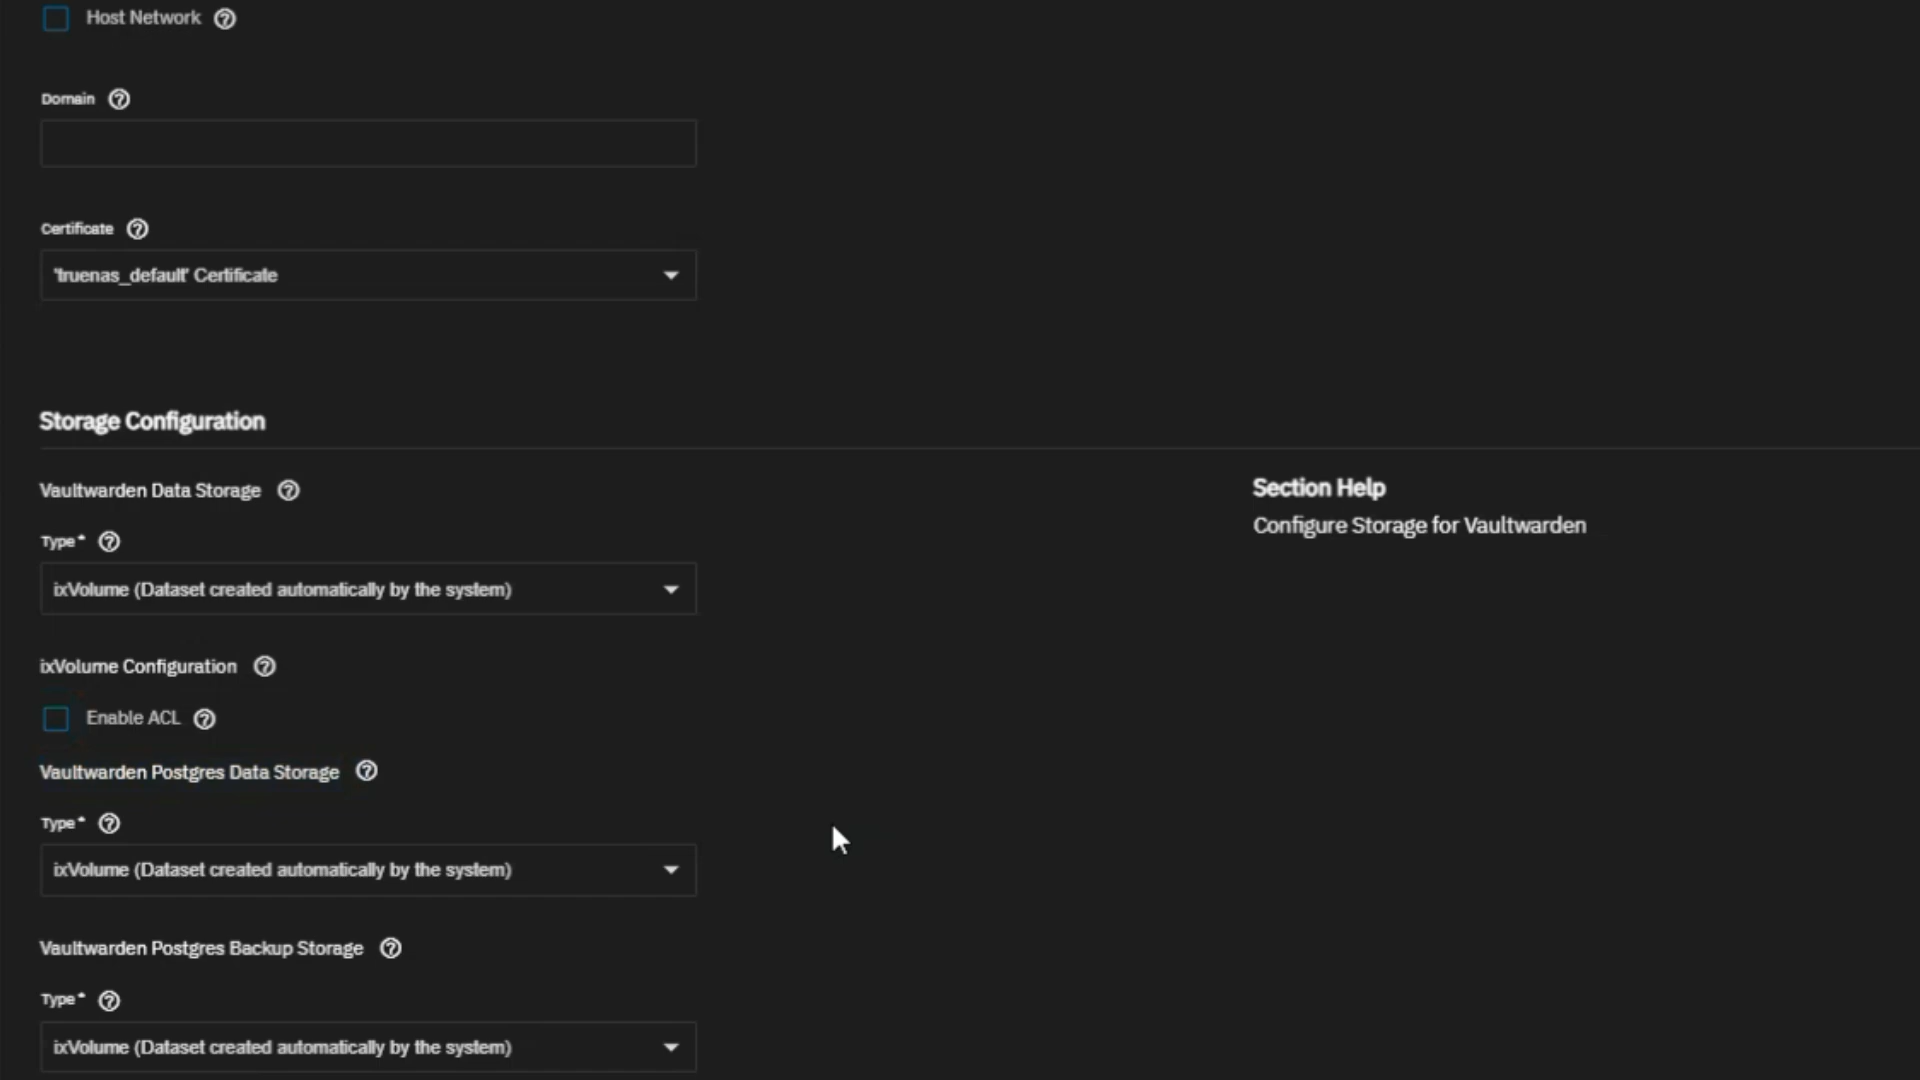 Host Network
Domain
Certificate
'truenas_default' Certificate
Storage Configuration
Vaultwarden Data Storage
Type*
ixVolume (Dataset created automatically by the system)
ixVolume Configuration
Enable ACL
Vaultwarden Postgres Data Storage
Type*
ixVolume (Dataset created automatically by the system)
Vaultwarden Postgres Backup Storage
Type*
ixVolume (Dataset created automatically by the system)
Section Help
Configure Storage for Vaultwarden